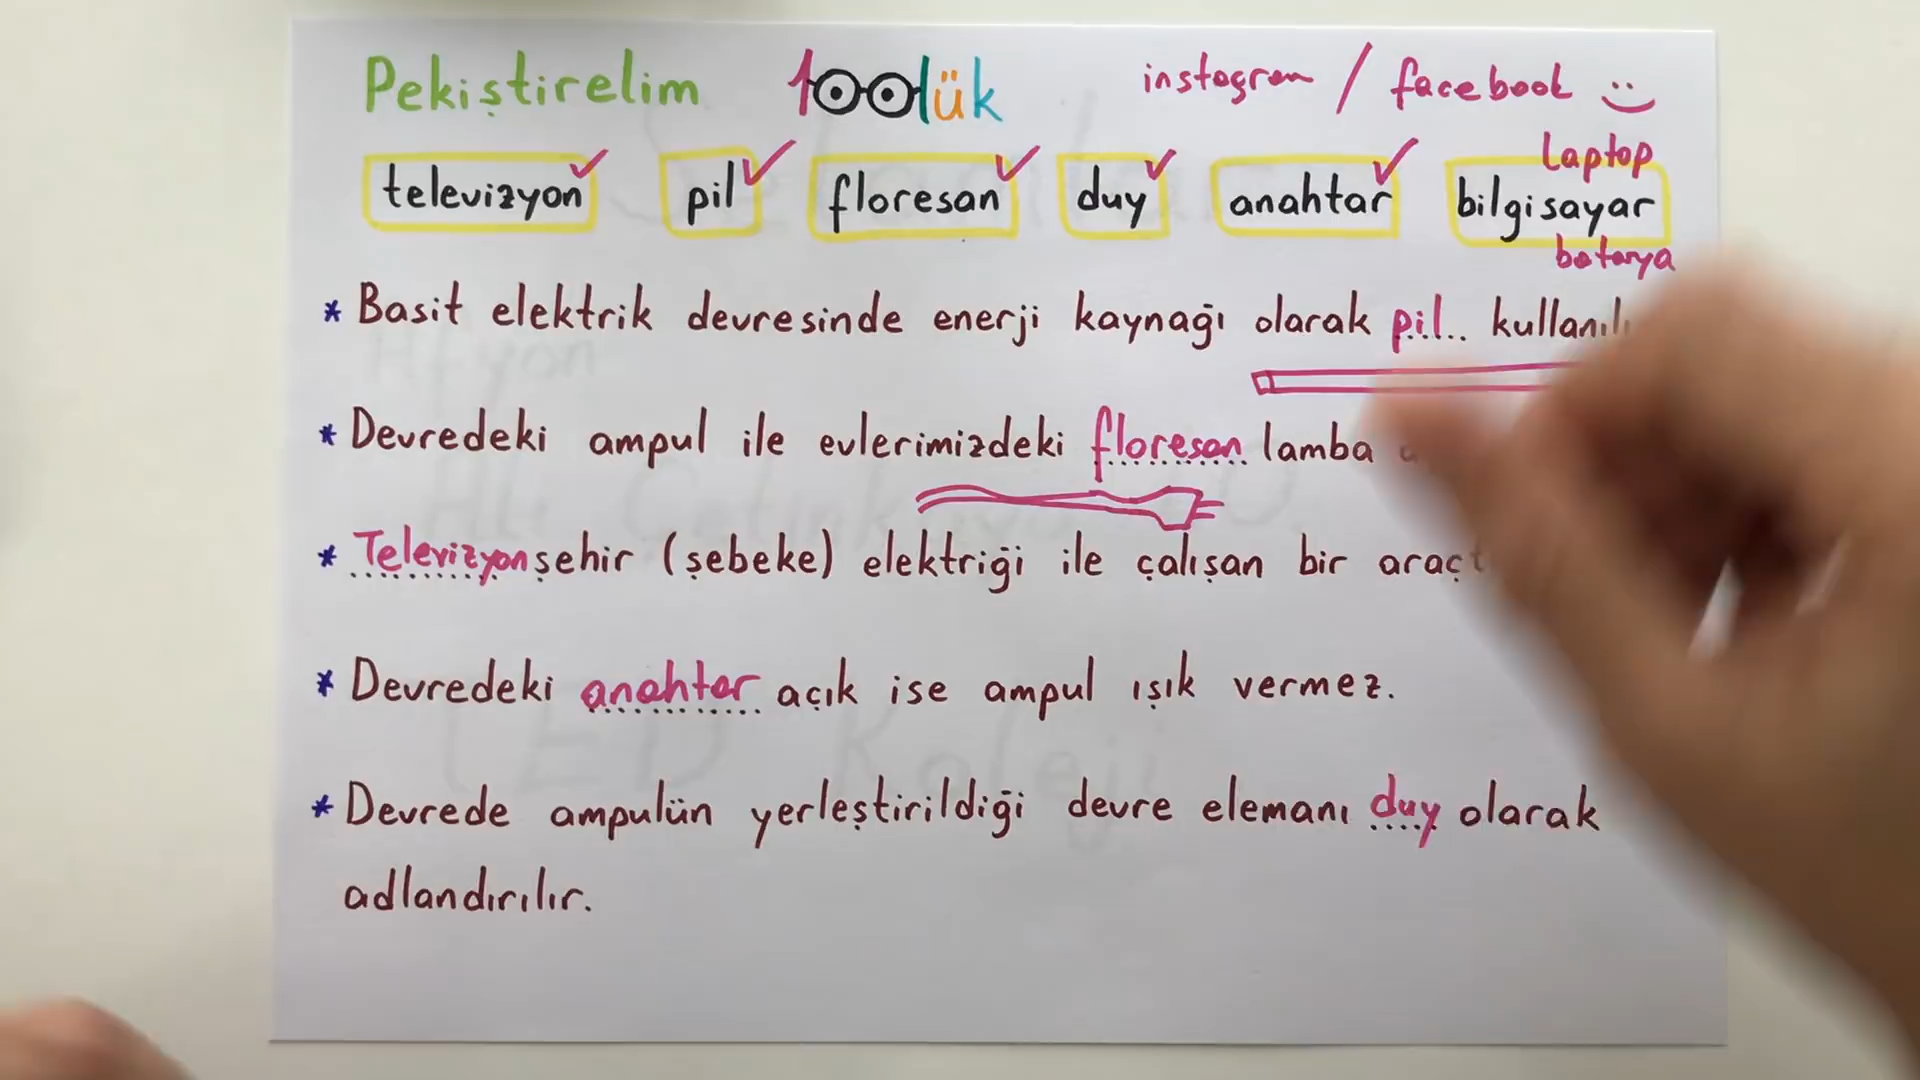 Pekiştirelim 100lük instagram / facebook
Laptop
televizyon pil floresan duy anahtar bilgisayar
batarya
* Basit elektrik devresinde enerji kaynağı olarak pil..
* Devredeki ampul ile evlerimizdeki floresan lamba
* Televizyon şehir (şebeke) elektriği ile çalışan bir
* Devredeki anahtar açık ise ampul ışık vermez.
* Devrede ampulün yerleştirildiği devre elemanı duy olarak
adlandırılır.